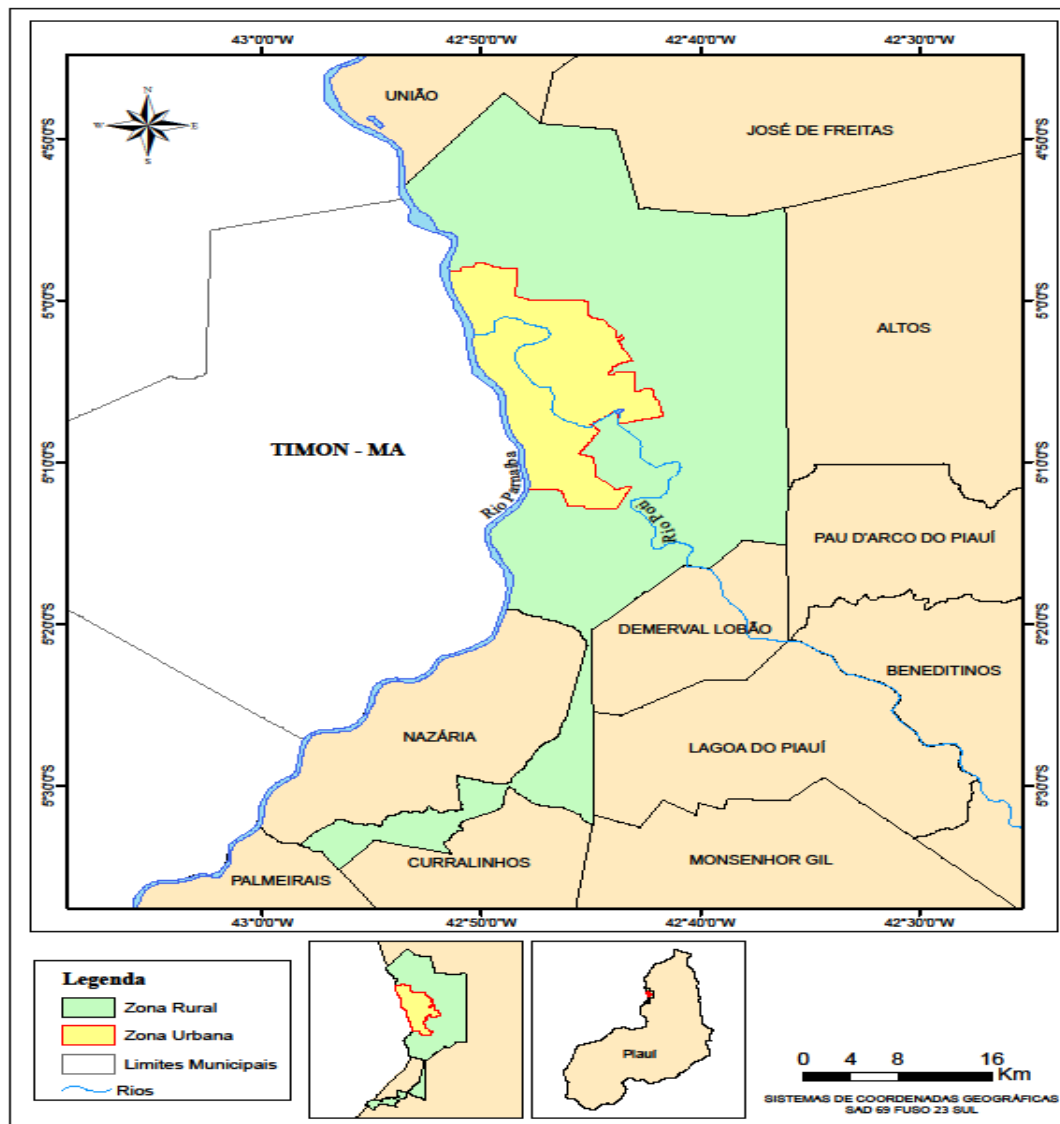 43°0'0"W 42°50'0"W 42°40'0"W 42°30'0"W
N
W E
S
UNIÃO
JOSÉ DE FREITAS
4°50'0"S 4°50'0"S
5°0'0"S 5°0'0"S
ALTOS
TIMON - MA
Rio Parnaíba
5°10'0"S 5°10'0"S
Rio Poti
PAU D'ARCO DO PIAUÍ
5°20'0"S 5°20'0"S
DEMERVAL LOBÃO
BENEDITINOS
NAZÁRIA
LAGOA DO PIAUÍ
5°30'0"S 5°30'0"S
CURRALINHOS
MONSENHOR GIL
PALMEIRAIS
43°0'0"W 42°50'0"W 42°40'0"W 42°30'0"W
Legenda
Zona Rural
Zona Urbana
Limites Municipais
Rios
Piauí
0 4 8 16
Km
SISTEMAS DE COORDENADAS GEOGRÁFICAS
SAD 69 FUSO 23 SUL